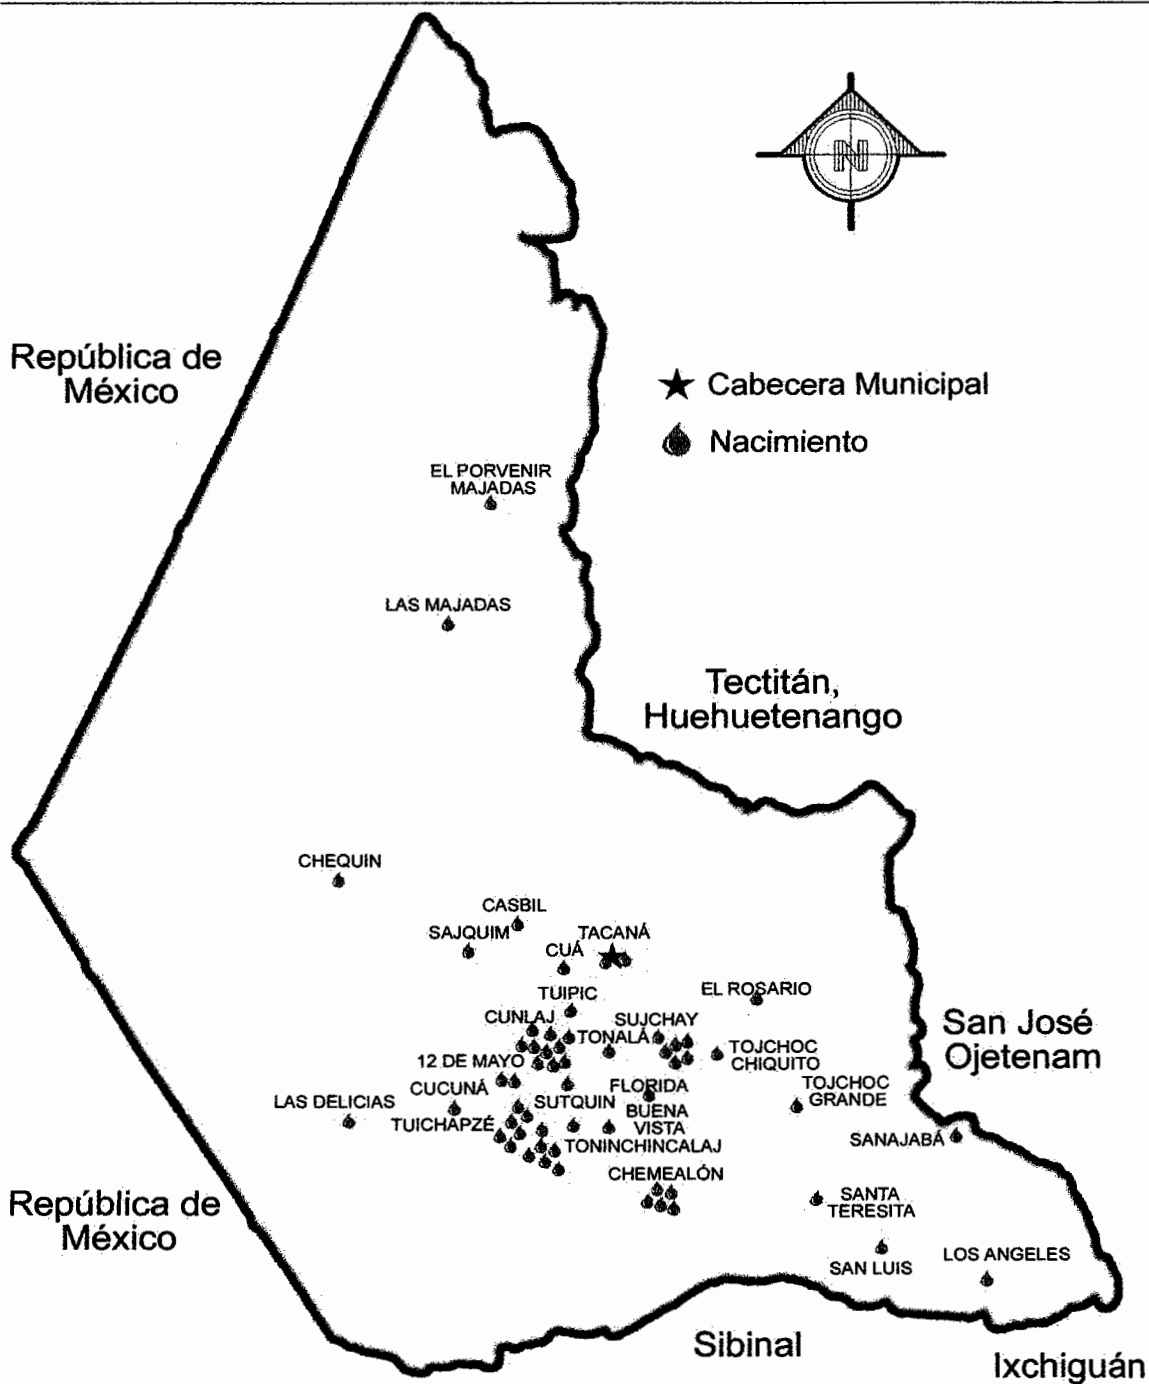 N
República de
México
★ Cabecera Municipal
Nacimiento
EL PORVENIR
MAJADAS
LAS MAJADAS
Tectitán,
Huehuetenango
CHEQUIN
CASBIL
SAJQUIM
TACANÁ
CUÁ
EL ROSARIO
TUIPIC
CUNLAJ
SUJCHAY
San José
Ojetenam
TONALÁ
TOJCHOC
CHIQUITO
12 DE MAYO
CUCUNÁ
FLORIDA
TOJCHOC
GRANDE
LAS DELICIAS
SUTQUIN
BUENA
VISTA
TUICHAPZÉ
SANAJABÁ
TONINCHINCALAJ
CHEMEALÓN
República de
México
SANTA
TERESITA
SAN LUIS
LOS ANGELES
Sibinal
Ixchiguán